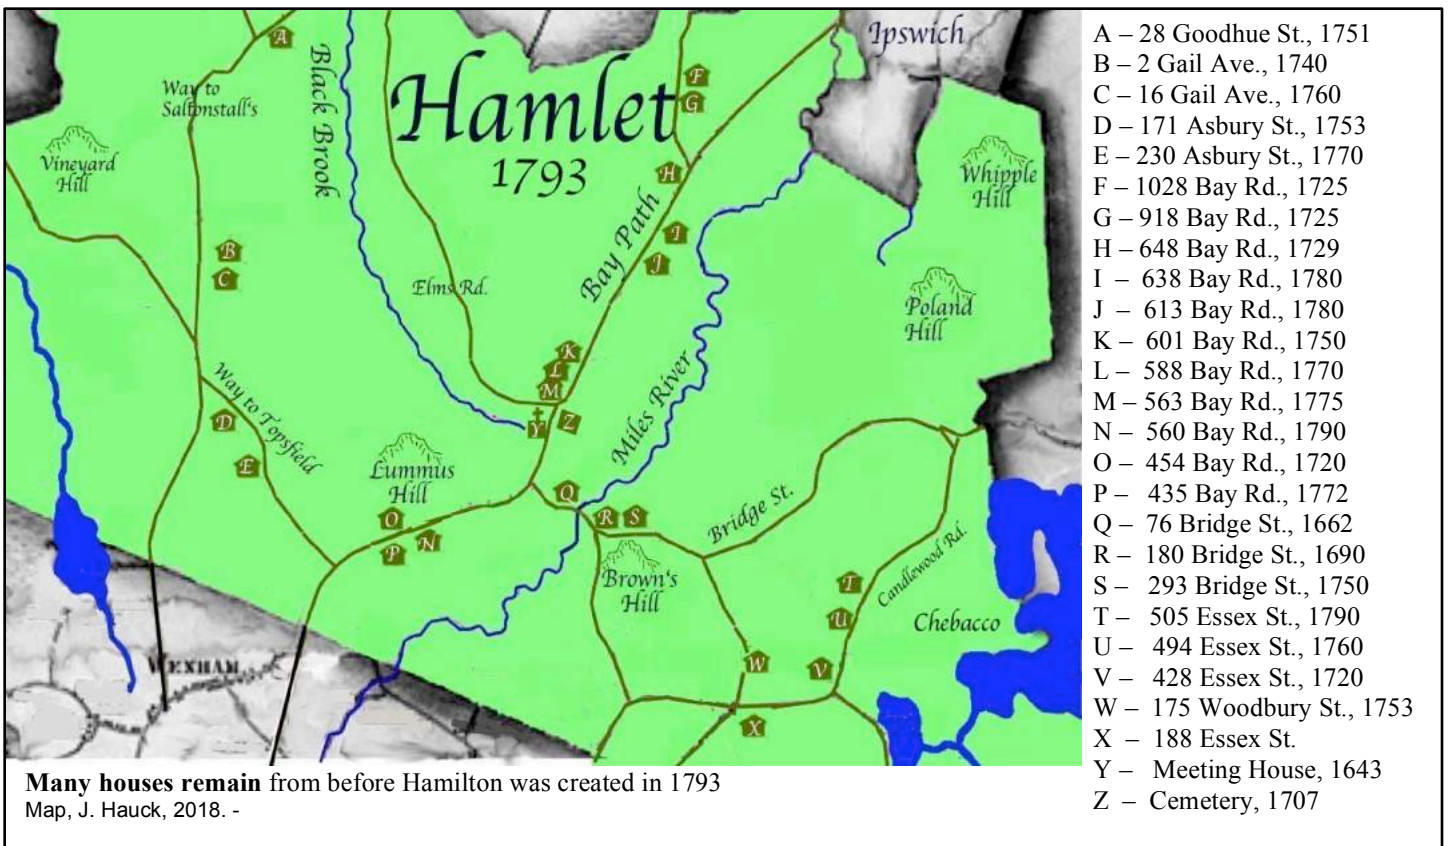 Ipswich
A
Black Brook
Hamlet
1793
Way to
Saltonstall's
F
G
Vineyard
Hill
H
Whipple
Hill
Bay Path
I
B
J
C
Elms Rd.
Poland
Hill
K
L
M
Way to Topsfield
Miles River
D
Y
Z
E
Lummus
Hill
Q
Bridge St.
O
R
S
N
P
Brown's
Hill
Candlewood Rd.
T
U
Chebacco
WEXHAM
W
V
X
A – 28 Goodhue St., 1751
B – 2 Gail Ave., 1740
C – 16 Gail Ave., 1760
D – 171 Asbury St., 1753
E – 230 Asbury St., 1770
F – 1028 Bay Rd., 1725
G – 918 Bay Rd., 1725
H – 648 Bay Rd., 1729
I – 638 Bay Rd., 1780
J – 613 Bay Rd., 1780
K – 601 Bay Rd., 1750
L – 588 Bay Rd., 1770
M – 563 Bay Rd., 1775
N – 560 Bay Rd., 1790
O – 454 Bay Rd., 1720
P – 435 Bay Rd., 1772
Q – 76 Bridge St., 1662
R – 180 Bridge St., 1690
S – 293 Bridge St., 1750
T – 505 Essex St., 1790
U – 494 Essex St., 1760
V – 428 Essex St., 1720
W – 175 Woodbury St., 1753
X – 188 Essex St.
Y – Meeting House, 1643
Z – Cemetery, 1707
Many houses remain from before Hamilton was created in 1793
Map, J. Hauck, 2018. -